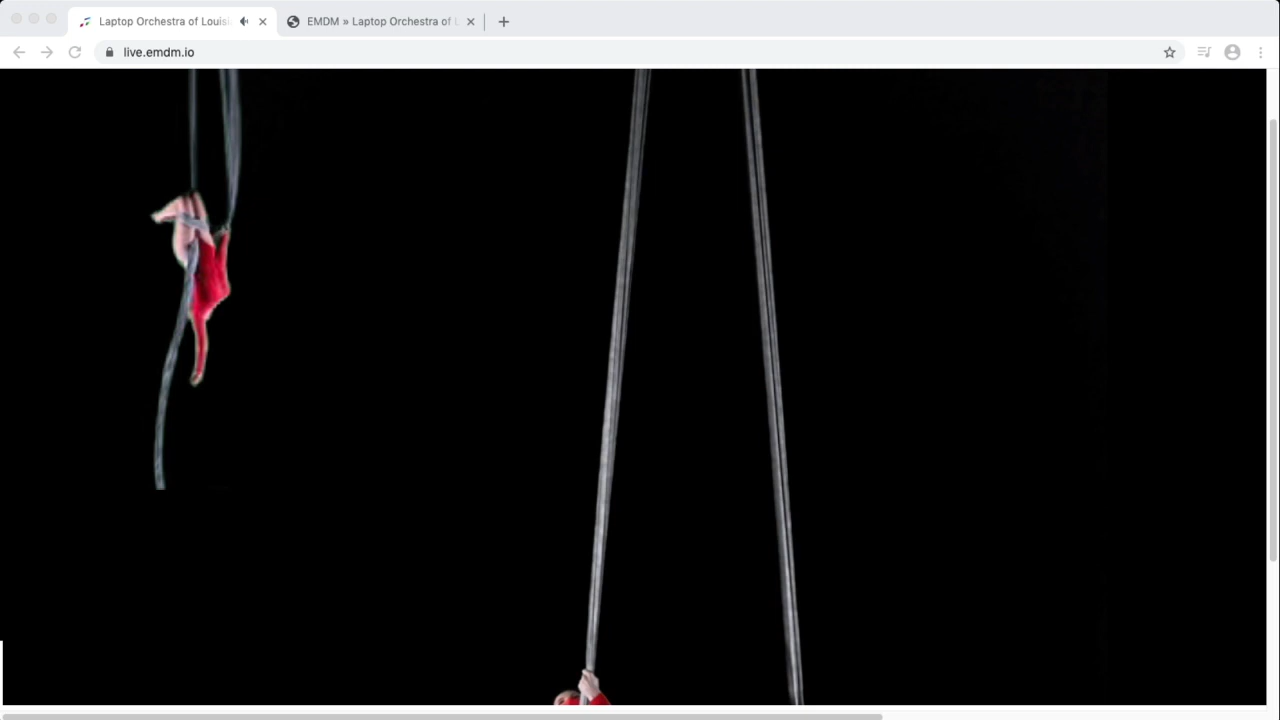 Laptop Orchestra of Louisi
EMDM » Laptop Orchestra of L
live.emdm.io